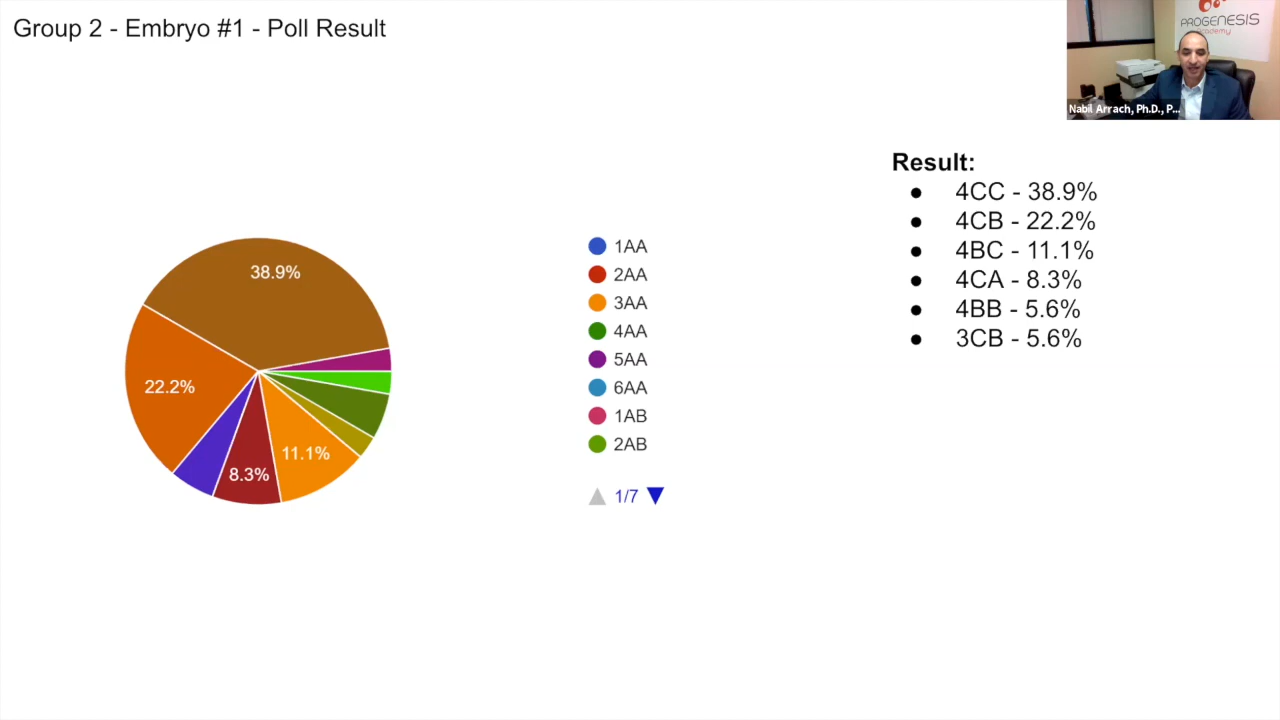 Group 2 - Embryo #1 - Poll Result
PROGENESIS
Academy
Nabil Arrach, Ph.D., P...
Result:
● 4CC - 38.9%
● 4CB - 22.2%
● 4BC - 11.1%
● 4CA - 8.3%
● 4BB - 5.6%
● 3CB - 5.6%
38.9%
22.2%
11.1%
8.3%
1AA
2AA
3AA
4AA
5AA
6AA
1AB
2AB
1/7